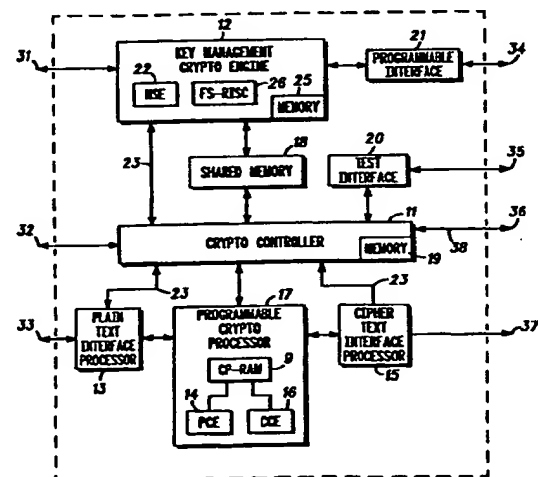 12
31
KEY MANAGEMENT
CRYPTO ENGINE
22
26
25
NSE
FS-RISC
MEMORY
21
PROGRAMMABLE
INTERFACE
34
23
18
SHARED MEMORY
20
TEST
INTERFACE
35
11
32
CRYPTO CONTROLLER
MEMORY
19
38
36
23
17
23
33
PLAIN
TEXT
INTERFACE
PROCESSOR
13
PROGRAMMABLE
CRYPTO
PROCESSOR
CP-RAM
9
14
PCE
16
CCE
CIPHER
TEXT
INTERFACE
PROCESSOR
15
37